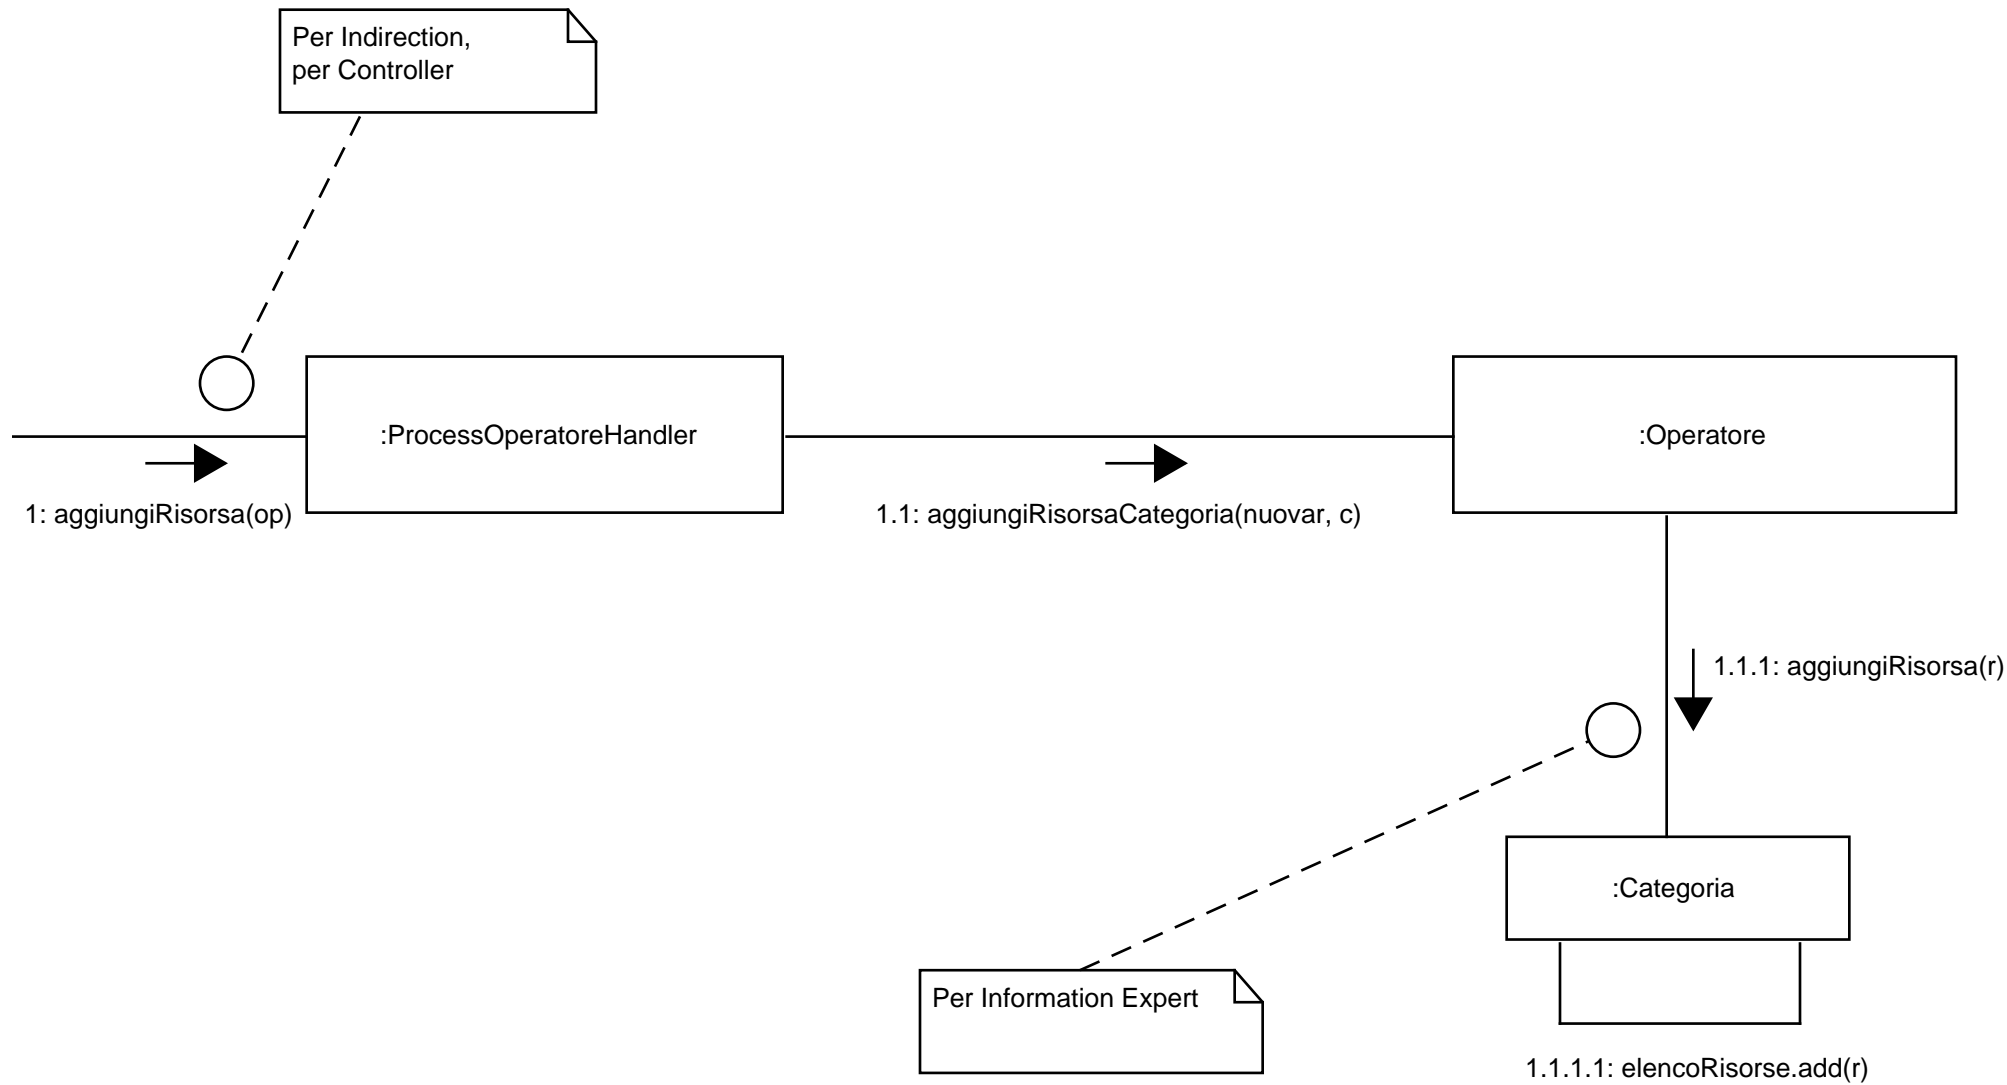 Per Indirection,
per Controller
:ProcessOperatoreHandler
:Operatore
1: aggiungiRisorsa(op)
1.1: aggiungiRisorsaCategoria(nuovar, c)
1.1.1: aggiungiRisorsa(r)
:Categoria
Per Information Expert
1.1.1.1: elencoRisorse.add(r)